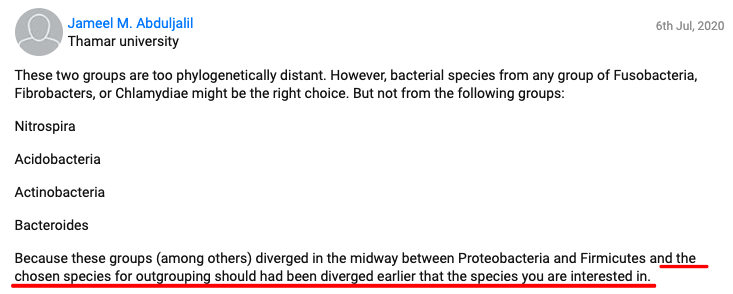 Jameel M. Abduljalil
6th Jul, 2020
Thamar university
These two groups are too phylogenetically distant. However, bacterial species from any group of Fusobacteria,
Fibrobacters, or Chlamydiae might be the right choice. But not from the following groups:
Nitrospira
Acidobacteria
Actinobacteria
Bacteroides
Because these groups (among others) diverged in the midway between Proteobacteria and Firmicutes and the
chosen species for outgrouping should had been diverged earlier that the species you are interested in.